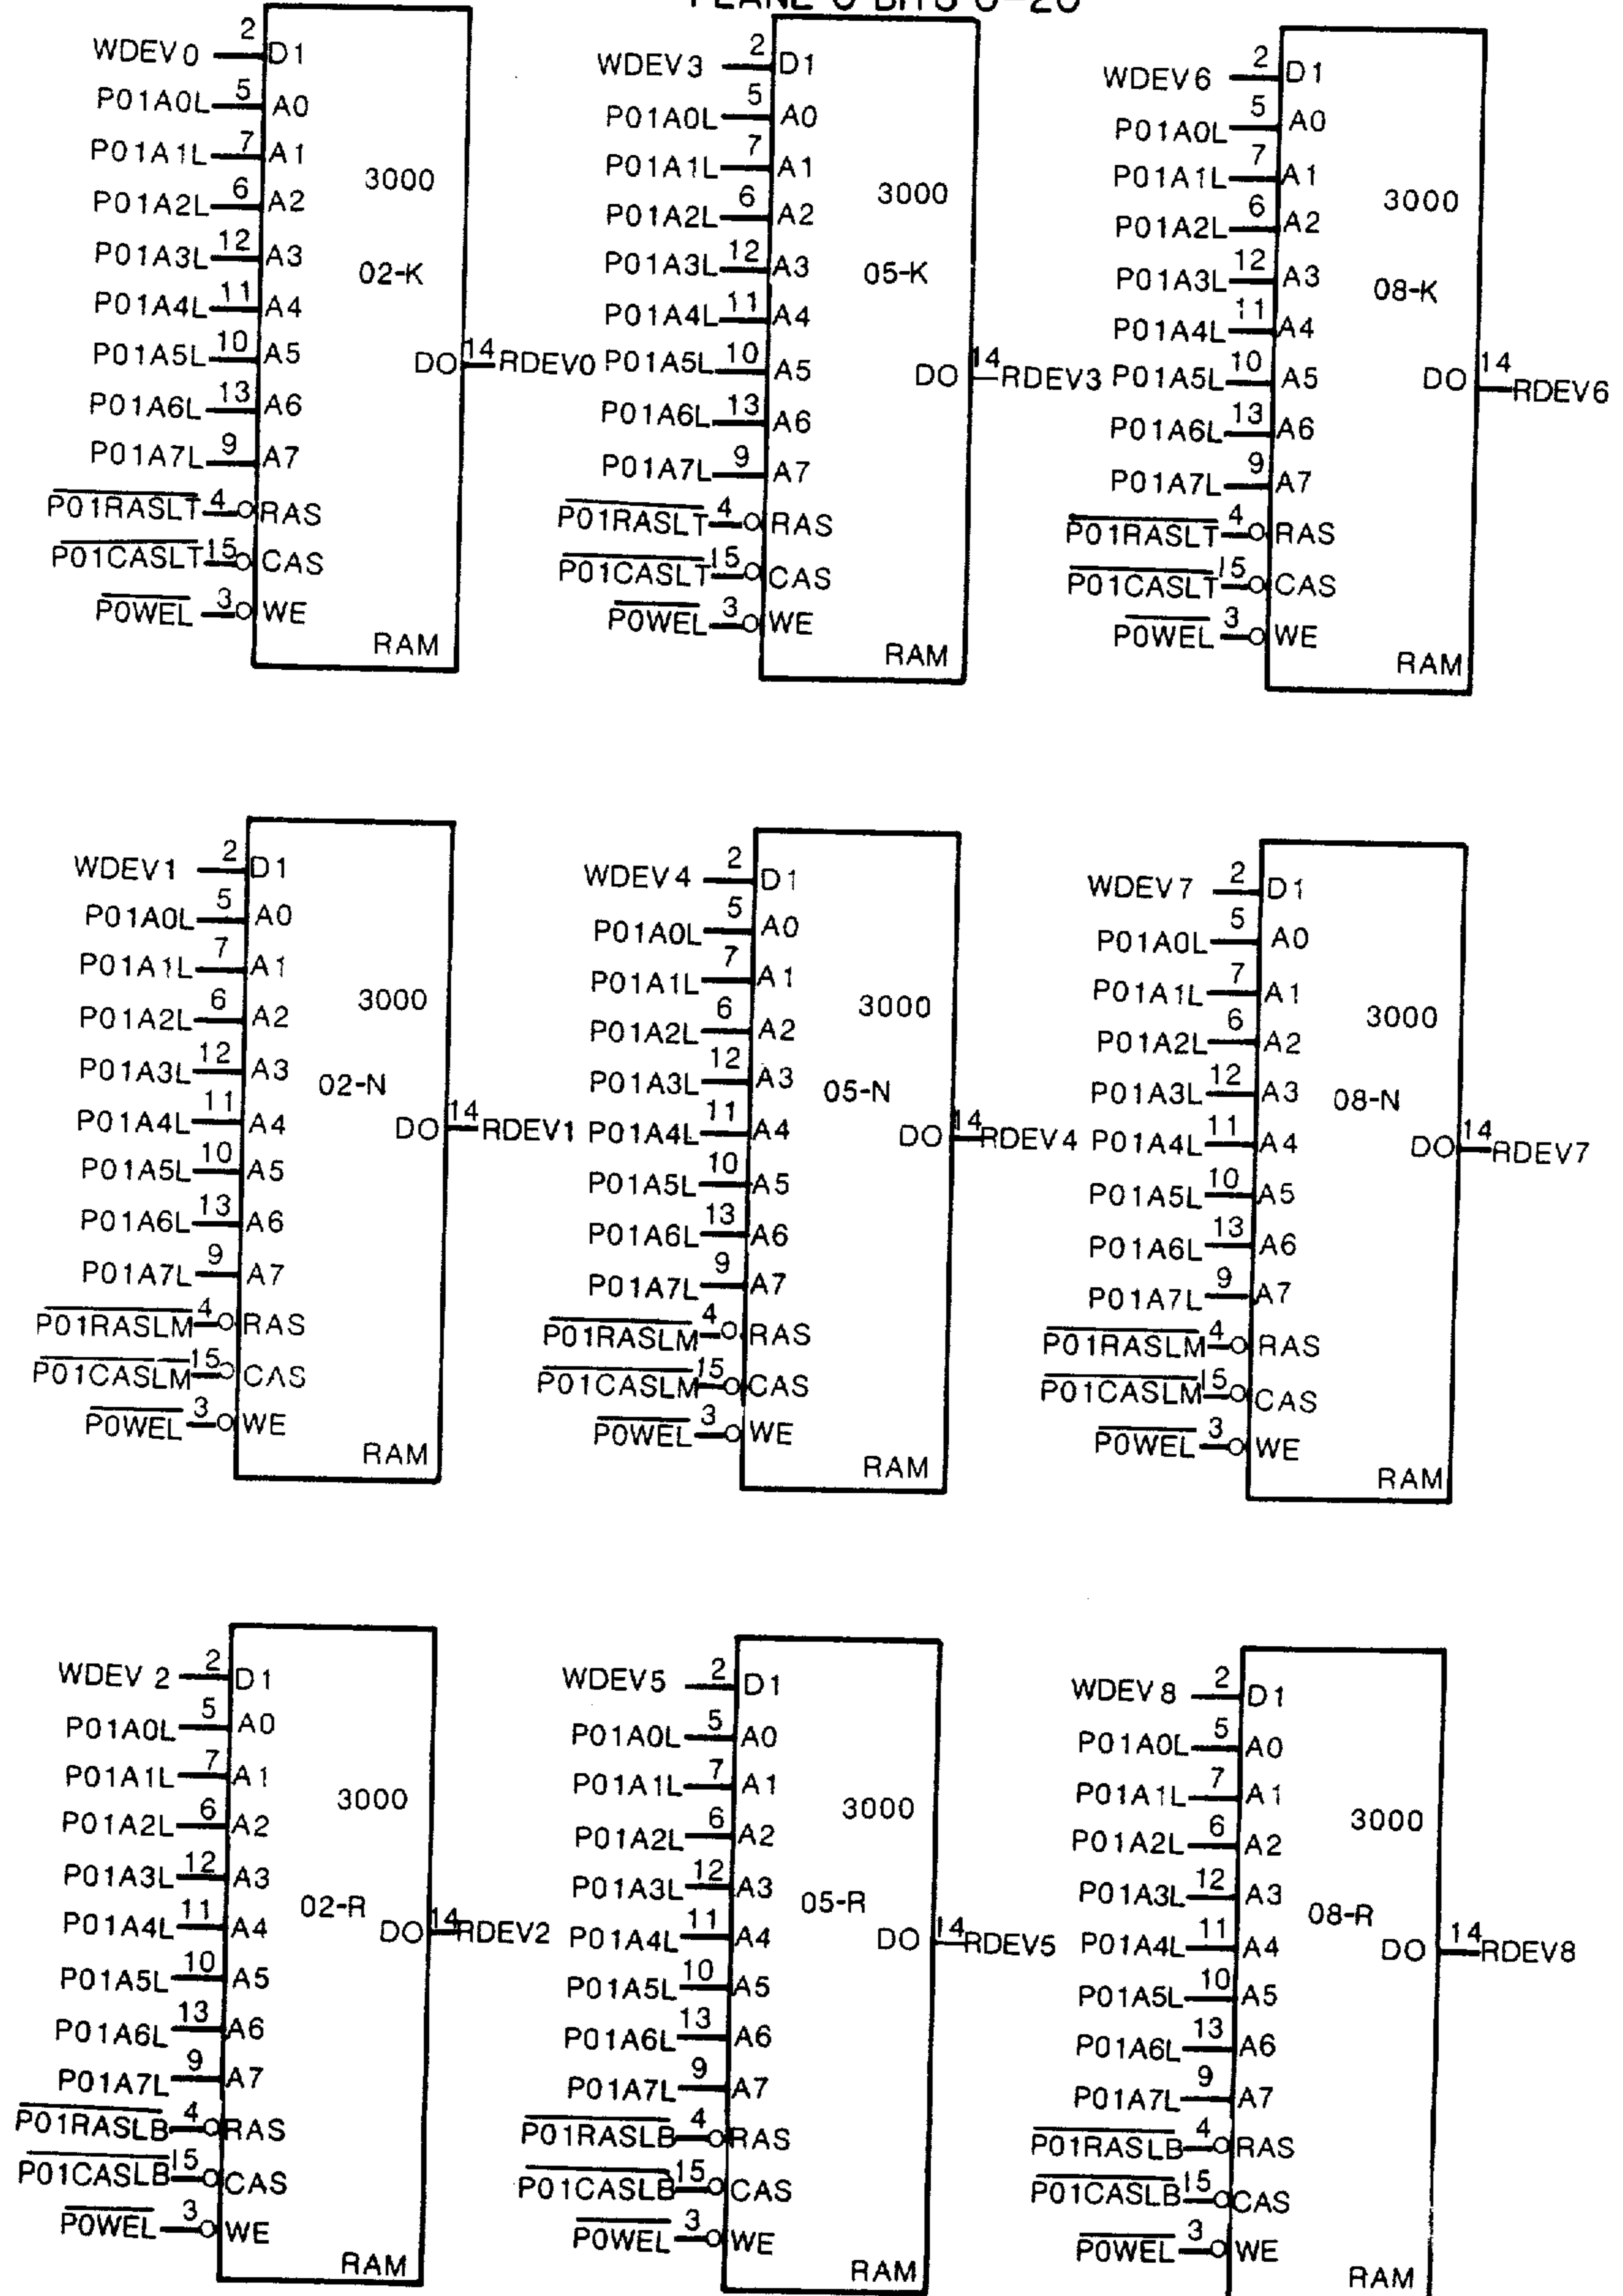 PLANE 0 BITS 0-20
WDEV0 2 D1
P01A0L 5 A0
P01A1L 7 A1
P01A2L 6 A2
P01A3L 12 A3
P01A4L 11 A4
P01A5L 10 A5
P01A6L 13 A6
P01A7L 9 A7
P01RASLT 4 RAS
P01CASLT 15 CAS
P0WEL 3 WE
3000
02-K
DO 14 RDEV0
RAM
WDEV3 2 D1
P01A0L 5 A0
P01A1L 7 A1
P01A2L 6 A2
P01A3L 12 A3
P01A4L 11 A4
P01A5L 10 A5
P01A6L 13 A6
P01A7L 9 A7
P01RASLT 4 RAS
P01CASLT 15 CAS
P0WEL 3 WE
3000
05-K
DO 14 RDEV3
RAM
WDEV6 2 D1
P01A0L 5 A0
P01A1L 7 A1
P01A2L 6 A2
P01A3L 12 A3
P01A4L 11 A4
P01A5L 10 A5
P01A6L 13 A6
P01A7L 9 A7
P01RASLT 4 RAS
P01CASLT 15 CAS
P0WEL 3 WE
3000
08-K
DO 14 RDEV6
RAM
WDEV1 2 D1
P01A0L 5 A0
P01A1L 7 A1
P01A2L 6 A2
P01A3L 12 A3
P01A4L 11 A4
P01A5L 10 A5
P01A6L 13 A6
P01A7L 9 A7
P01RASLM 4 RAS
P01CASLM 15 CAS
P0WEL 3 WE
3000
02-N
DO 14 RDEV1
RAM
WDEV4 2 D1
P01A0L 5 A0
P01A1L 7 A1
P01A2L 6 A2
P01A3L 12 A3
P01A4L 11 A4
P01A5L 10 A5
P01A6L 13 A6
P01A7L 9 A7
P01RASLM 4 RAS
P01CASLM 15 CAS
P0WEL 3 WE
3000
05-N
DO 14 RDEV4
RAM
WDEV7 2 D1
P01A0L 5 A0
P01A1L 7 A1
P01A2L 6 A2
P01A3L 12 A3
P01A4L 11 A4
P01A5L 10 A5
P01A6L 13 A6
P01A7L 9 A7
P01RASLM 4 RAS
P01CASLM 15 CAS
P0WEL 3 WE
3000
08-N
DO 14 RDEV7
RAM
WDEV 2 2 D1
P01A0L 5 A0
P01A1L 7 A1
P01A2L 6 A2
P01A3L 12 A3
P01A4L 11 A4
P01A5L 10 A5
P01A6L 13 A6
P01A7L 9 A7
P01RASLB 4 RAS
P01CASLB 15 CAS
P0WEL 3 WE
3000
02-R
DO 14 RDEV2
RAM
WDEV5 2 D1
P01A0L 5 A0
P01A1L 7 A1
P01A2L 6 A2
P01A3L 12 A3
P01A4L 11 A4
P01A5L 10 A5
P01A6L 13 A6
P01A7L 9 A7
P01RASLB 4 RAS
P01CASLB 15 CAS
P0WEL 3 WE
3000
05-R
DO 14 RDEV5
RAM
WDEV8 2 D1
P01A0L 5 A0
P01A1L 7 A1
P01A2L 6 A2
P01A3L 12 A3
P01A4L 11 A4
P01A5L 10 A5
P01A6L 13 A6
P01A7L 9 A7
P01RASLB 4 RAS
P01CASLB 15 CAS
P0WEL 3 WE
3000
08-R
DO 14 RDEV8
RAM